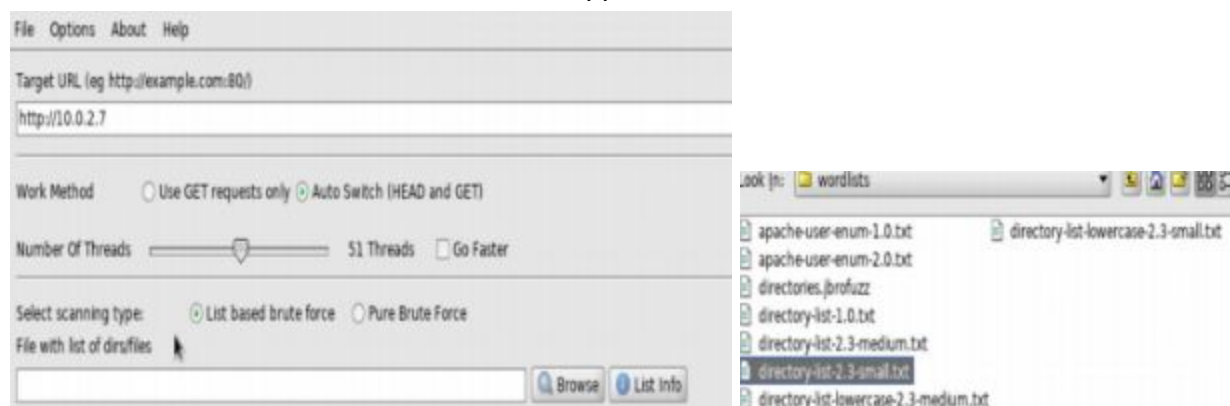 File Options About Help
Target URL (eg http://example.com:80/)
http://10.0.2.7
Work Method Use GET requests only Auto Switch (HEAD and GET)
Number Of Threads 51 Threads Go Faster
Select scanning type: List based brute force Pure Brute Force
File with list of dirs/files
Browse List Info
Look In: wordlists
apache-user-enum-1.0.txt
apache-user-enum-2.0.txt
directories.jbrofuzz
directory-list-1.0.txt
directory-list-2.3-medium.txt
directory-list-2.3-small.txt
directory-list-lowercase-2.3-medium.txt
directory-list-lowercase-2.3-small.txt